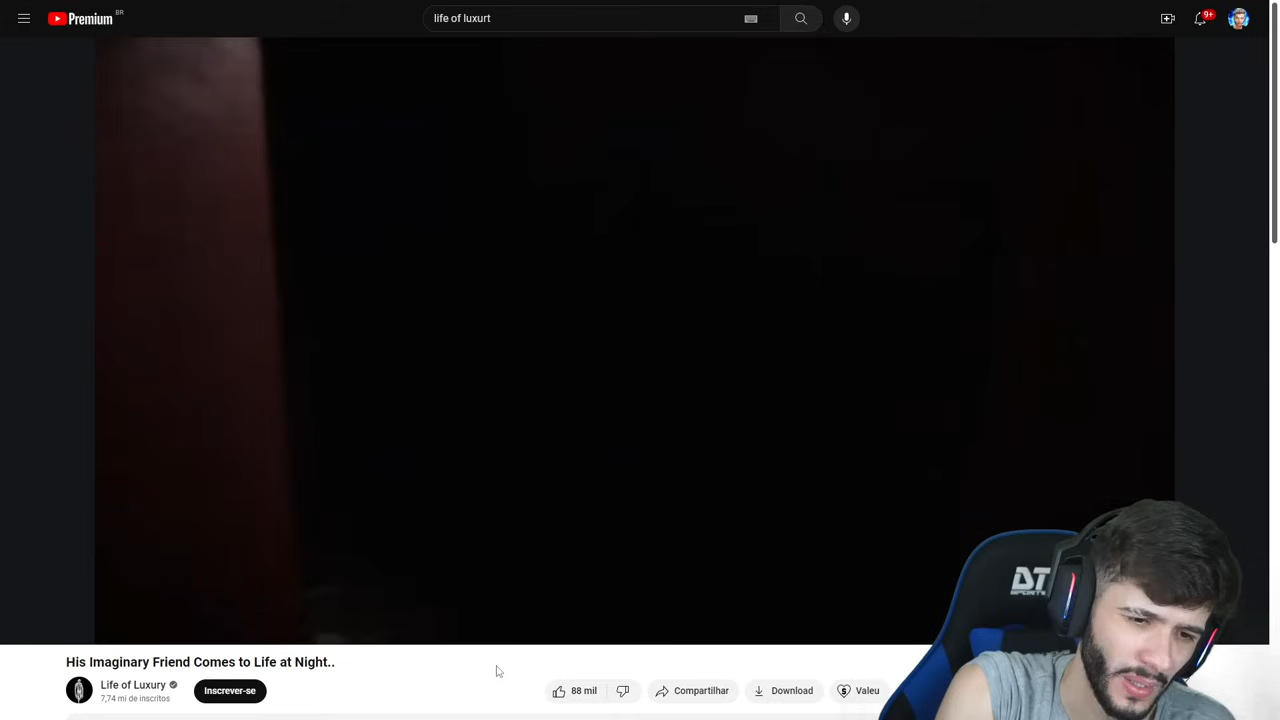 Premium BR
life of luxurt
9+
DT
SPORTS
His Imaginary Friend Comes to Life at Night..
Life of Luxury
7,74 mi de inscritos
Inscrever-se
88 mil
Compartilhar
Download
Valeu